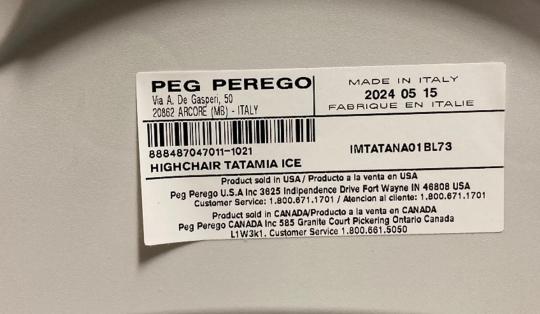 PEG PEREGO
Via A. De Gasperi, 50
20862 ARCORE (MB) - ITALY
MADE IN ITALY
2024 05 15
FABRIQUE EN ITALIE
888487047011-1021
IMTATANA01BL73
HIGHCHAIR TATAMIA ICE
Product sold in USA/Producto a la venta en USA
Peg Perego U.S.A Inc 3625 Indipendence Drive Fort Wayne IN 46808 USA
Customer Service: 1.800.671.1701 / Atencion al cliente: 1.800.671.1701
Product sold in CANADA/Producto a la venta en CANADA
Peg Perego CANADA Inc 585 Granite Court Pickering Ontario Canada
L1W3k1. Customer Service 1.800.661.5050